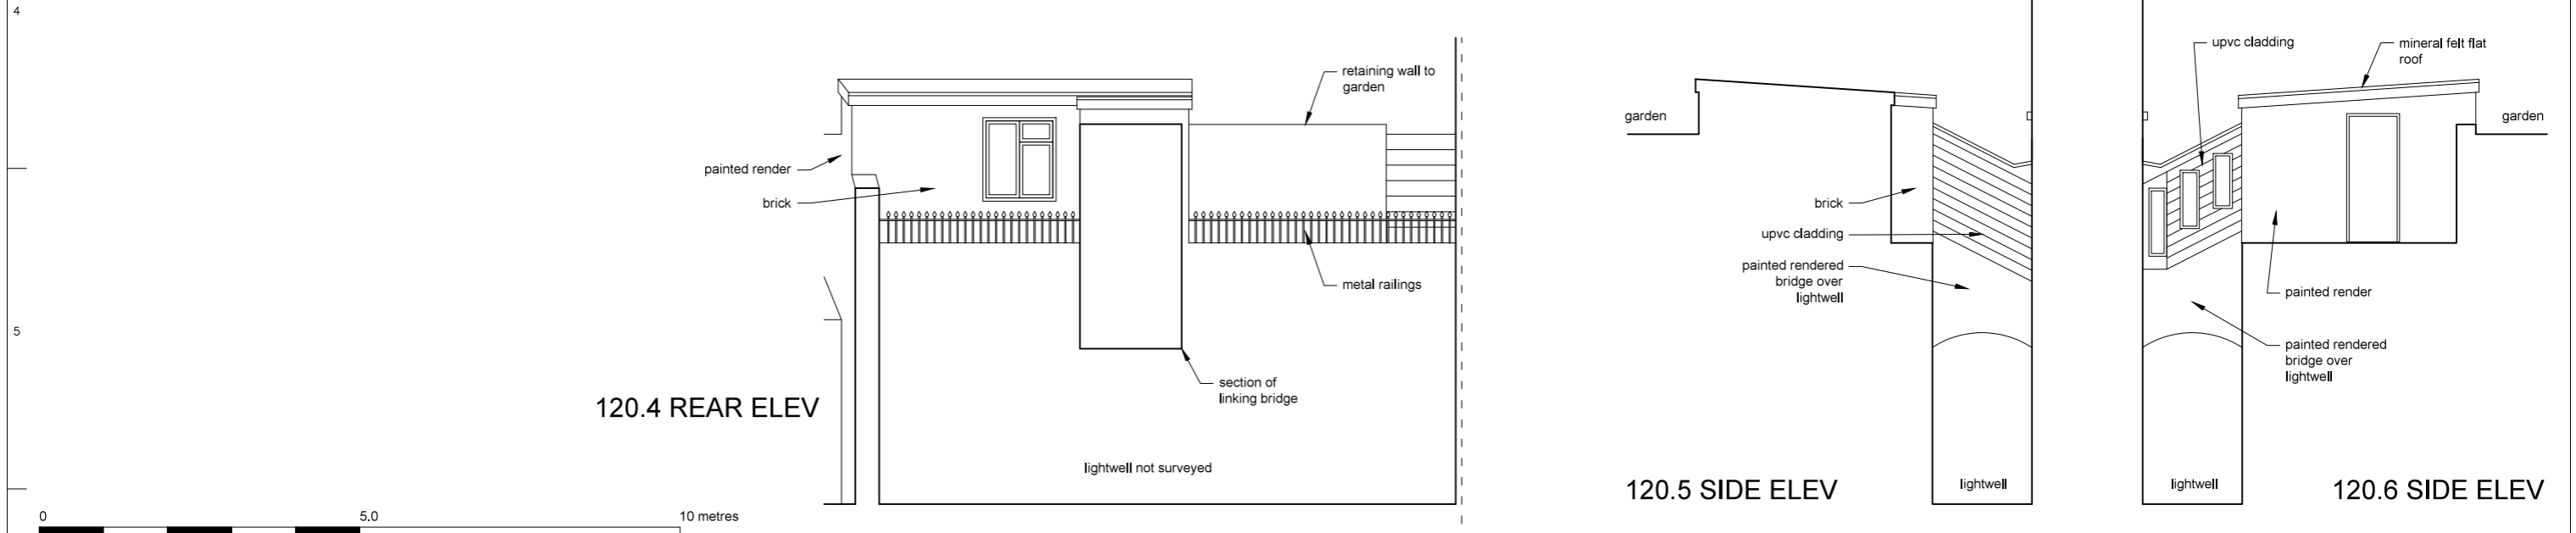 4
5
retaining wall to
garden
painted render
brick
metal railings
section of
linking bridge
120.4 REAR ELEV
lightwell not surveyed
0
5.0
10 metres
garden
brick
upvc cladding
painted rendered
bridge over
lightwell
120.5 SIDE ELEV
lightwell
upvc cladding
mineral felt flat
roof
garden
painted render
painted rendered
bridge over
lightwell
lightwell
120.6 SIDE ELEV